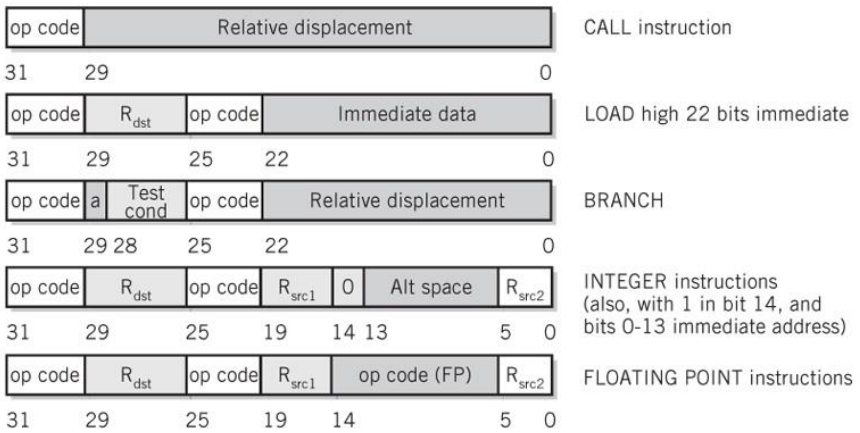 op code Relative displacement CALL instruction
31 29 0
op code Rdst op code Immediate data LOAD high 22 bits immediate
31 29 25 22 0
op code a Test cond op code Relative displacement BRANCH
31 29 28 25 22 0
op code Rdst op code Rsrc1 0 Alt space Rsrc2 INTEGER instructions
(also, with 1 in bit 14, and
bits 0-13 immediate address)
31 29 25 19 14 13 5 0
op code Rdst op code Rsrc1 op code (FP) Rsrc2 FLOATING POINT instructions
31 29 25 19 14 5 0